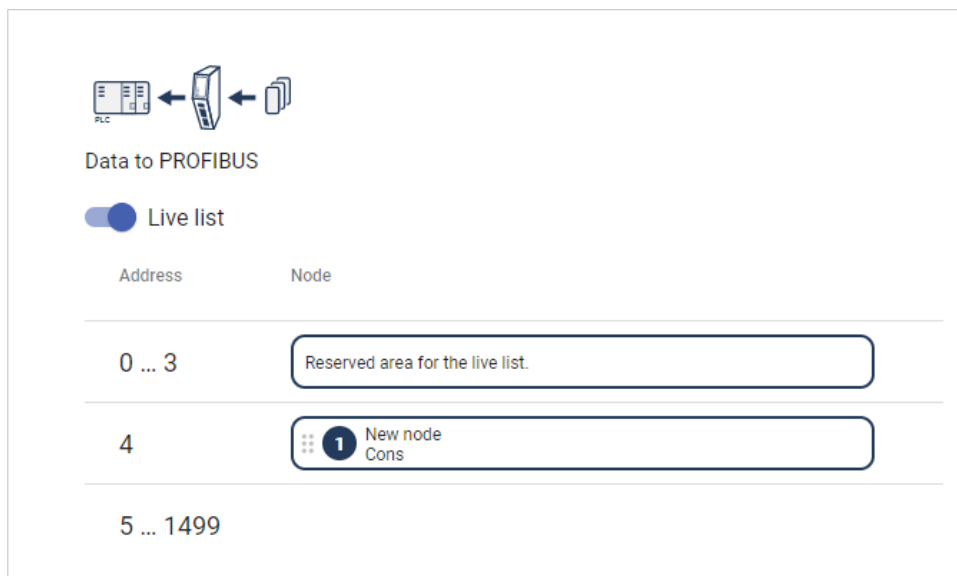 PLC
Data to PROFIBUS
Live list
Address Node
0 ... 3 Reserved area for the live list.
4 1 New node
Cons
5 ... 1499